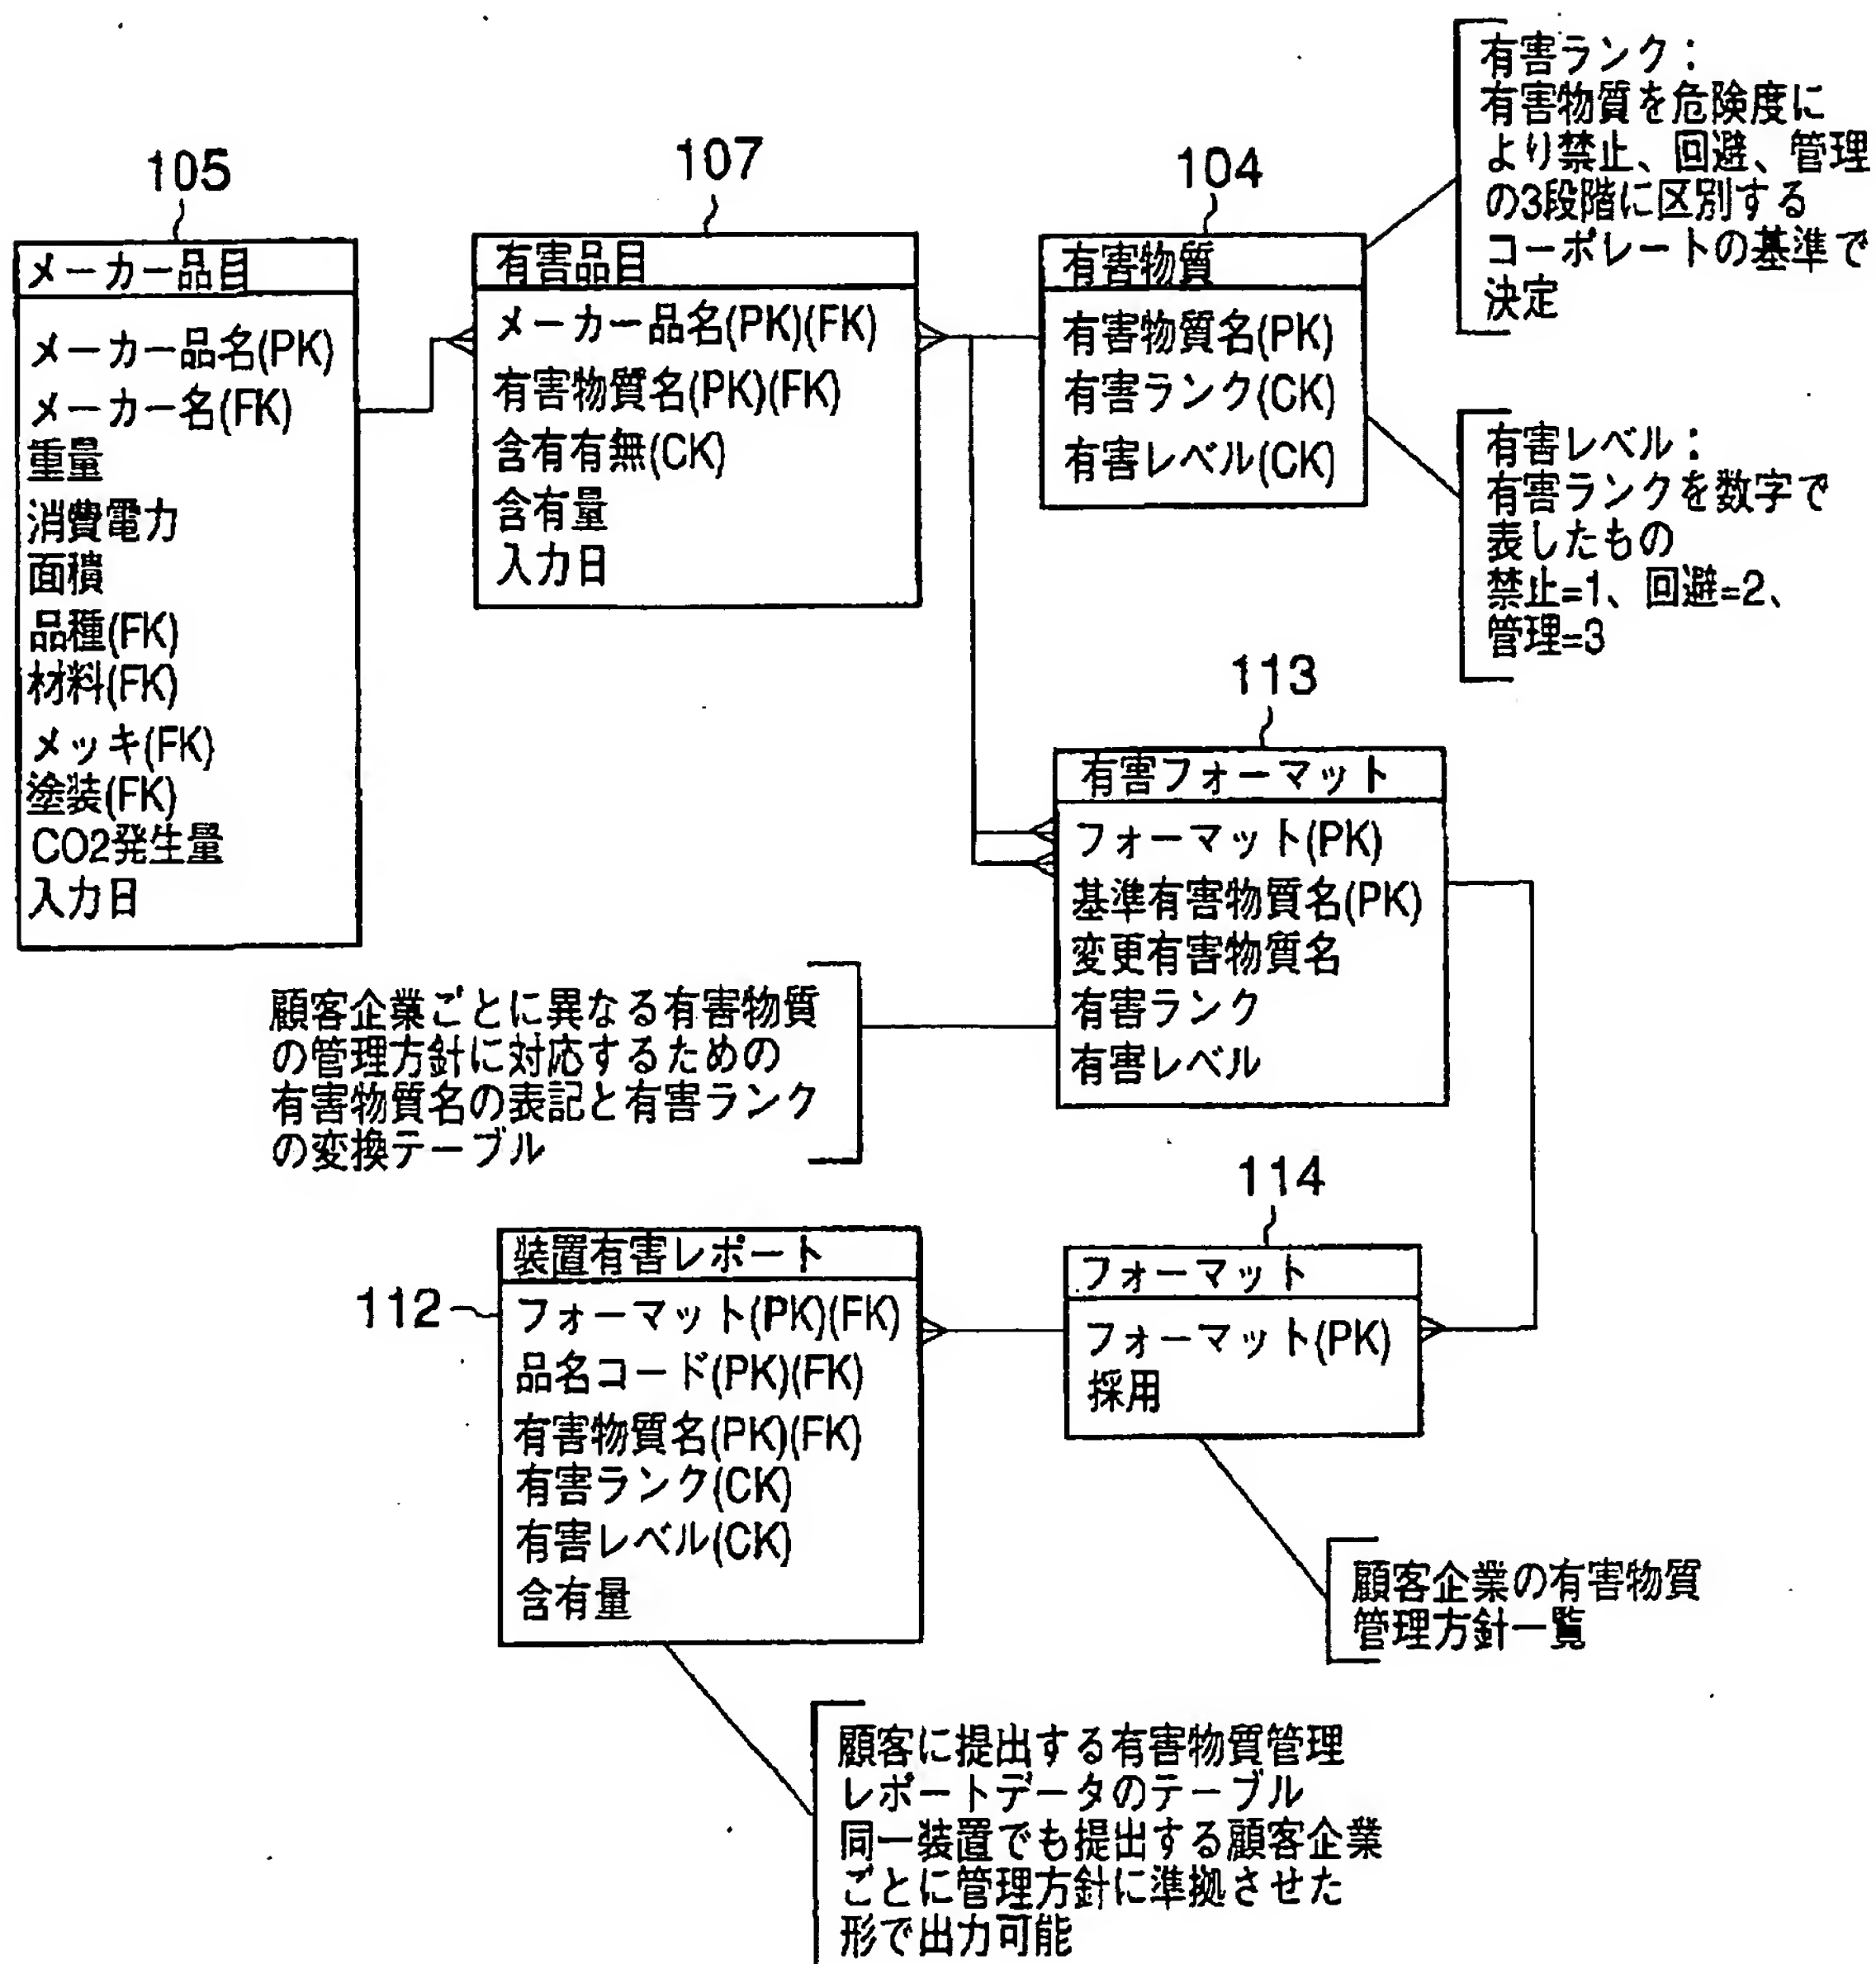 105
メーカー品目
メーカー品名(PK)
メーカー名(FK)
重量
消費電力
面積
品種(FK)
材料(FK)
メッキ(FK)
塗装(FK)
CO2発生量
入力日
107
有害品目
メーカー品名(PK)(FK)
有害物質名(PK)(FK)
含有有無(CK)
含有量
入力日
104
有害物質
有害物質名(PK)
有害ランク(CK)
有害レベル(CK)
有害ランク：
有害物質を危険度に
より禁止、回避、管理
の3段階に区別する
コーポレートの基準で
決定
有害レベル：
有害ランクを数字で
表したもの
禁止=1、回避=2、
管理=3
113
有害フォーマット
フォーマット(PK)
基準有害物質名(PK)
変更有害物質名
有害ランク
有害レベル
顧客企業ごとに異なる有害物質
の管理方針に対応するための
有害物質名の表記と有害ランク
の変換テーブル
112
装置有害レポート
フォーマット(PK)(FK)
品名コード(PK)(FK)
有害物質名(PK)(FK)
有害ランク(CK)
有害レベル(CK)
含有量
114
フォーマット
フォーマット(PK)
採用
顧客企業の有害物質
管理方針一覧
顧客に提出する有害物質管理
レポートデータのテーブル
同一装置でも提出する顧客企業
ごとに管理方針に準拠させた
形で出力可能